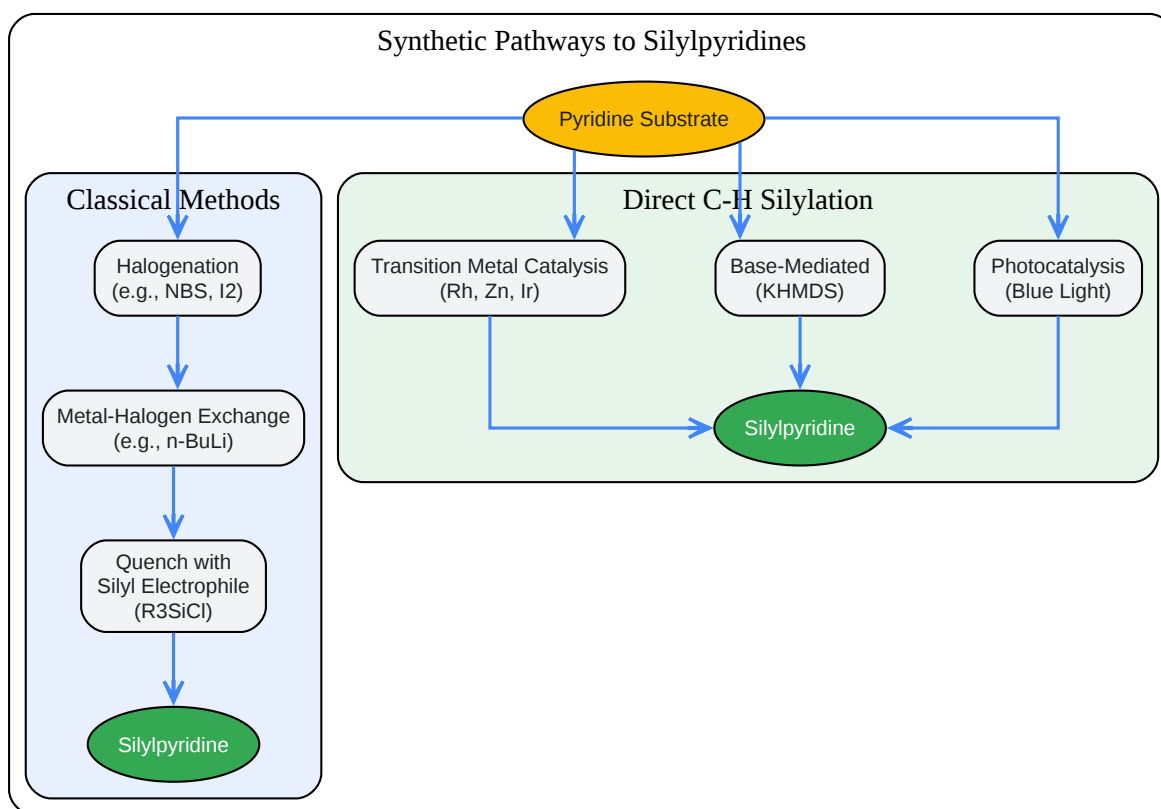 Synthetic Pathways to Silylpyridines
Pyridine Substrate
Classical Methods
Halogenation
(e.g., NBS, I2)
Metal-Halogen Exchange
(e.g., n-BuLi)
Quench with
Silyl Electrophile
(R3SiCl)
Silylpyridine
Direct C-H Silylation
Transition Metal Catalysis
(Rh, Zn, Ir)
Base-Mediated
(KHMDS)
Photocatalysis
(Blue Light)
Silylpyridine